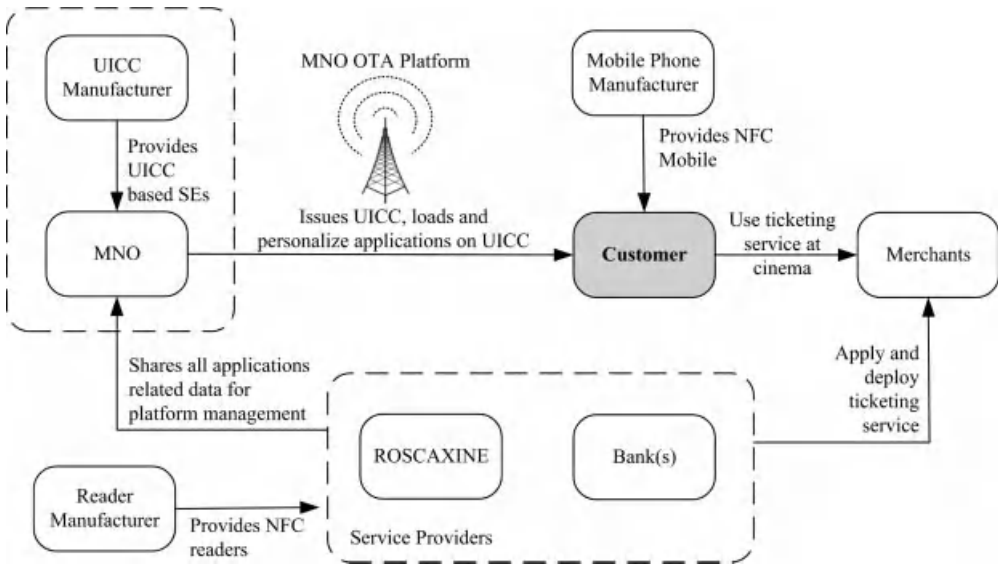 UICC
Manufacturer
Provides
UICC
based SEs
MNO
MNO OTA Platform
Issues UICC, loads and
personalize applications on UICC
Mobile Phone
Manufacturer
Provides NFC
Mobile
Customer
Use ticketing
service at
cinema
Merchants
Shares all applications
related data for
platform management
Apply and
deploy
ticketing
service
ROSCAXINE
Bank(s)
Service Providers
Reader
Manufacturer
Provides NFC
readers